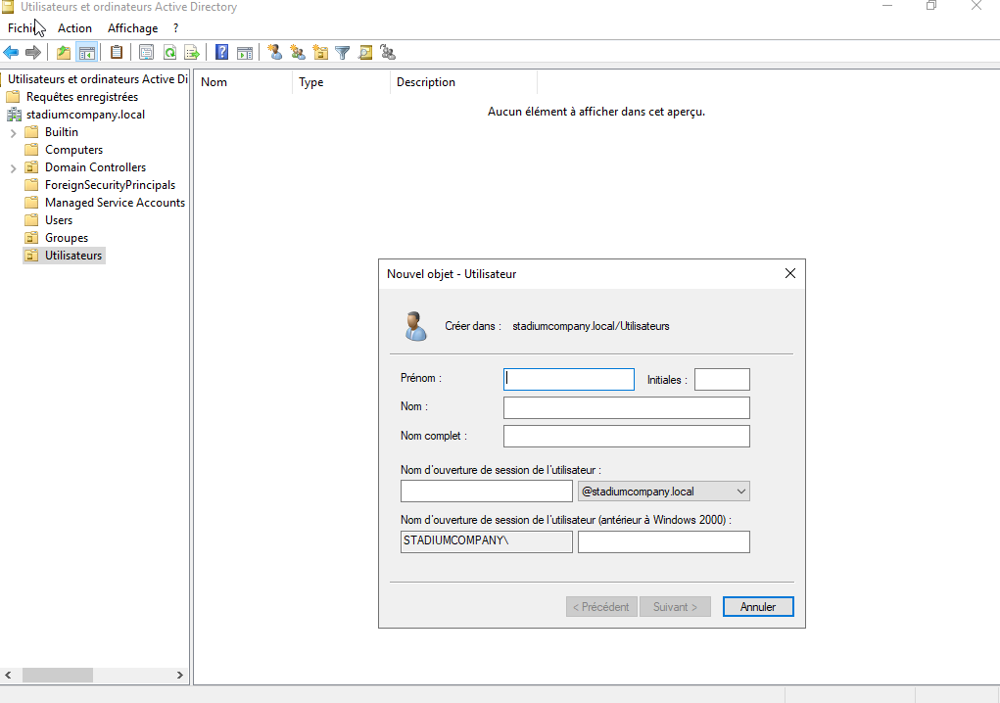 Utilisateurs et ordinateurs Active Directory
Fichi Action Affichage ?
Utilisateurs et ordinateurs Active Di
Requêtes enregistrées
stadiumcompany.local
Builtin
Computers
Domain Controllers
ForeignSecurityPrincipals
Managed Service Accounts
Users
Groupes
Utilisateurs
Nom Type Description
Aucun élément à afficher dans cet aperçu.
Nouvel objet - Utilisateur
Créer dans : stadiumcompany.local/Utilisateurs
Prénom : Initiales :
Nom :
Nom complet :
Nom d'ouverture de session de l'utilisateur :
@stadiumcompany.local
Nom d'ouverture de session de l'utilisateur (antérieur à Windows 2000) :
STADIUMCOMPANY\
< Précédent Suivant > Annuler